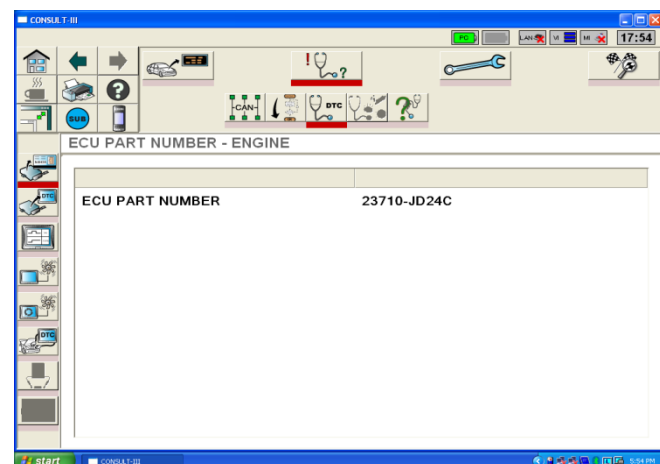 CONSULT-III
PC LAN VI MI 17:54
!
?
?
-CAN- DTC ?
SUB
ECU PART NUMBER - ENGINE
DTC
ECU PART NUMBER 23710-JD24C
DTC
start CONSULT-III 5:54 PM